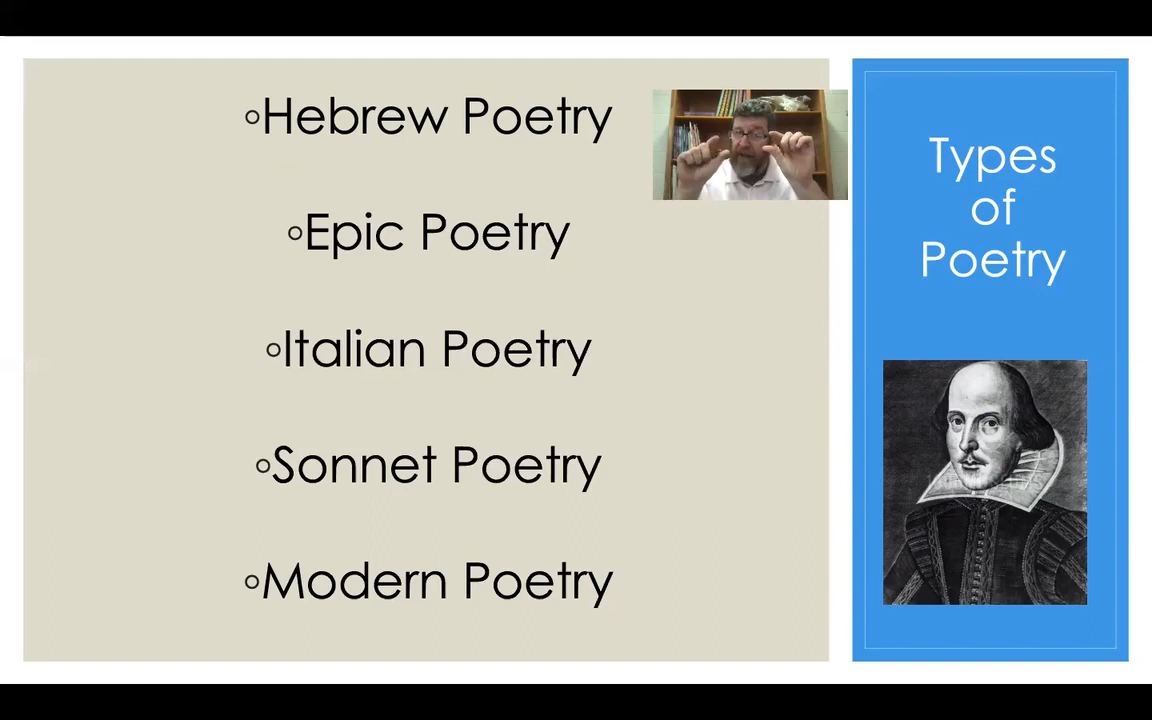 ◦Hebrew Poetry
◦Epic Poetry
◦Italian Poetry
◦Sonnet Poetry
◦Modern Poetry
Types
of
Poetry